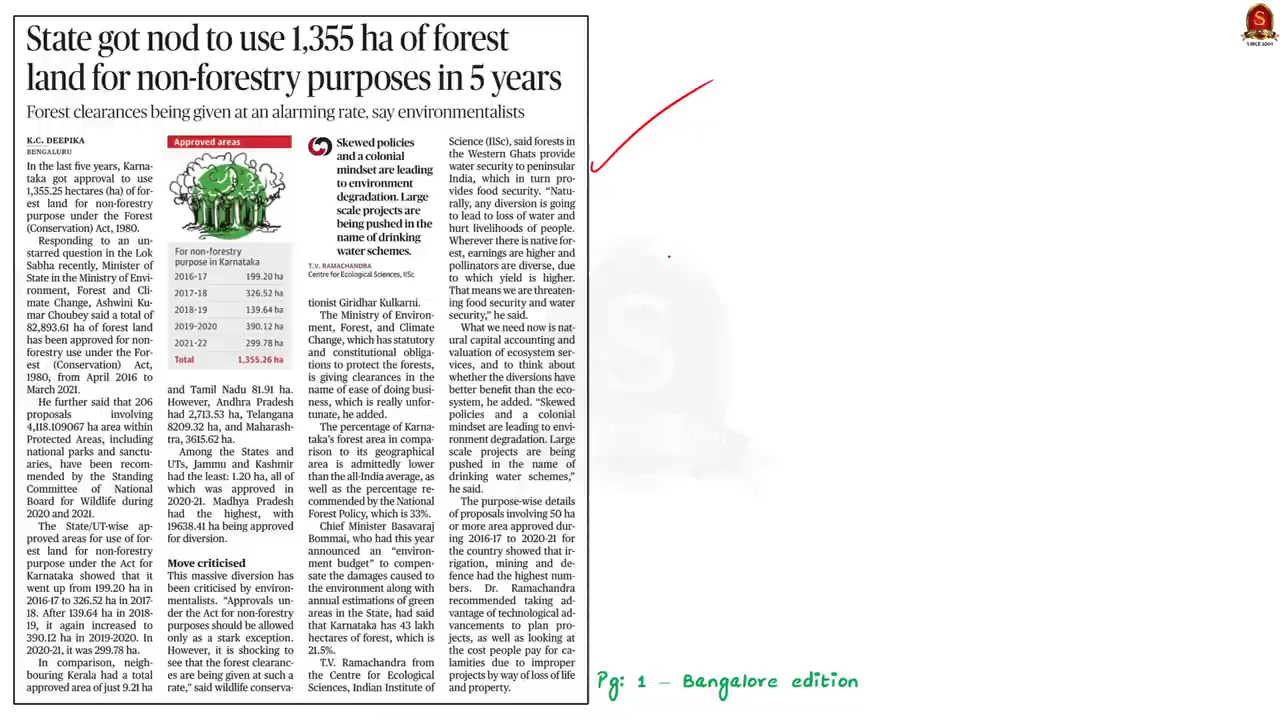 State got nod to use 1,355 ha of forest
land for non-forestry purposes in 5 years
Forest clearances being given at an alarming rate, say environmentalists
K.C. DEEPIKA
BENGALURU
In the last five years, Karna-
taka got approval to use
1,355.25 hectares (ha) of for-
est land for non-forestry
purpose under the Forest
(Conservation) Act, 1980.
Responding to an un-
starred question in the Lok
Sabha recently, Minister of
State in the Ministry of Envi-
ronment, Forest and Cli-
mate Change, Ashwini Ku-
mar Choubey said a total of
82,893.61 ha of forest land
has been approved for non-
forestry use under the For-
est (Conservation) Act,
1980, from April 2016 to
March 2021.
He further said that 206
proposals involving
4,118.109067 ha area within
Protected Areas, including
national parks and sanctu-
aries, have been recom-
mended by the Standing
Committee of National
Board for Wildlife during
2020 and 2021.
The State/UT-wise ap-
proved areas for use of for-
est land for non-forestry
purpose under the Act for
Karnataka showed that it
went up from 199.20 ha in
2016-17 to 326.52 ha in 2017-
18. After 139.64 ha in 2018-
19, it again increased to
390.12 ha in 2019-2020. In
2020-21, it was 299.78 ha.
In comparison, neigh-
bouring Kerala had a total
approved area of just 9.21 ha
Approved areas
For non-forestry
purpose in Karnataka
2016-17 199.20 ha
2017-18 326.52 ha
2018-19 139.64 ha
2019-2020 390.12 ha
2021-22 299.78 ha
Total 1,355.26 ha
and Tamil Nadu 81.91 ha.
However, Andhra Pradesh
had 2,713.53 ha, Telangana
8209.32 ha, and Maharash-
tra, 3615.62 ha.
Among the States and
UTs, Jammu and Kashmir
had the least: 1.20 ha, all of
which was approved in
2020-21. Madhya Pradesh
had the highest, with
19638.41 ha being approved
for diversion.
Move criticised
This massive diversion has
been criticised by environ-
mentalists. “Approvals un-
der the Act for non-forestry
purposes should be allowed
only as a stark exception.
However, it is shocking to
see that the forest clearanc-
es are being given at such a
rate,” said wildlife conserva-
Skewed policies
and a colonial
mindset are leading
to environment
degradation. Large
scale projects are
being pushed in the
name of drinking
water schemes.
T.V. RAMACHANDRA
Centre for Ecological Sciences, IISc
tionist Giridhar Kulkarni.
The Ministry of Environ-
ment, Forest, and Climate
Change, which has statutory
and constitutional obliga-
tions to protect the forests,
is giving clearances in the
name of ease of doing busi-
ness, which is really unfor-
tunate, he added.
The percentage of Karna-
taka’s forest area in compa-
rison to its geographical
area is admittedly lower
than the all-India average, as
well as the percentage re-
commended by the National
Forest Policy, which is 33%.
Chief Minister Basavaraj
Bommai, who had this year
announced an “environ-
ment budget” to compen-
sate the damages caused to
the environment along with
annual estimations of green
areas in the State, had said
that Karnataka has 43 lakh
hectares of forest, which is
21.5%.
T.V. Ramachandra from
the Centre for Ecological
Sciences, Indian Institute of
Science (IISc), said forests in
the Western Ghats provide
water security to peninsular
India, which in turn pro-
vides food security. “Natu-
rally, any diversion is going
to lead to loss of water and
hurt livelihoods of people.
Wherever there is native for-
est, earnings are higher and
pollinators are diverse, due
to which yield is higher.
That means we are threaten-
ing food security and water
security,” he said.
What we need now is nat-
ural capital accounting and
valuation of ecosystem ser-
vices, and to think about
whether the diversions have
better benefit than the eco-
system, he added. “Skewed
policies and a colonial
mindset are leading to envi-
ronment degradation. Large
scale projects are being
pushed in the name of
drinking water schemes,”
he said.
The purpose-wise details
of proposals involving 50 ha
or more area approved dur-
ing 2016-17 to 2020-21 for
the country showed that ir-
rigation, mining and de-
fence had the highest num-
bers. Dr. Ramachandra
recommended taking ad-
vantage of technological ad-
vancements to plan pro-
jects, as well as looking at
the cost people pay for ca-
lamities due to improper
projects by way of loss of life
and property.
Pg: 1 – Bangalore edition
S
SINCE 2004